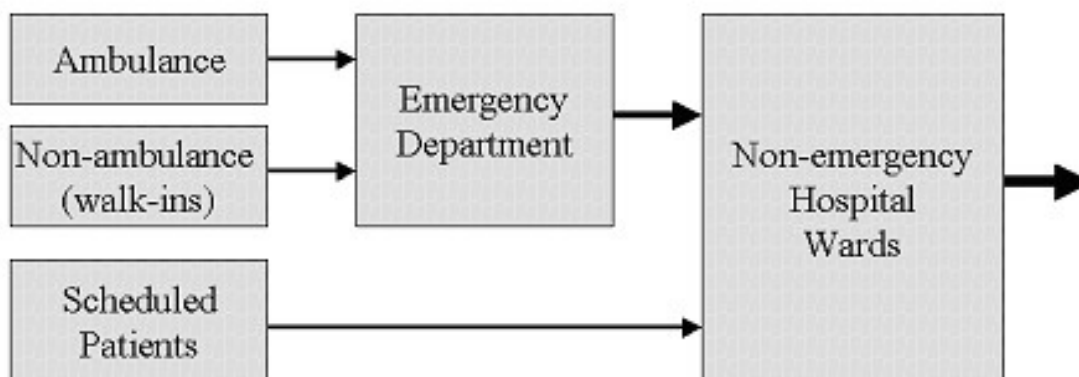 Ambulance
Non-ambulance
(walk-ins)
Scheduled
Patients
Emergency
Department
Non-emergency
Hospital
Wards